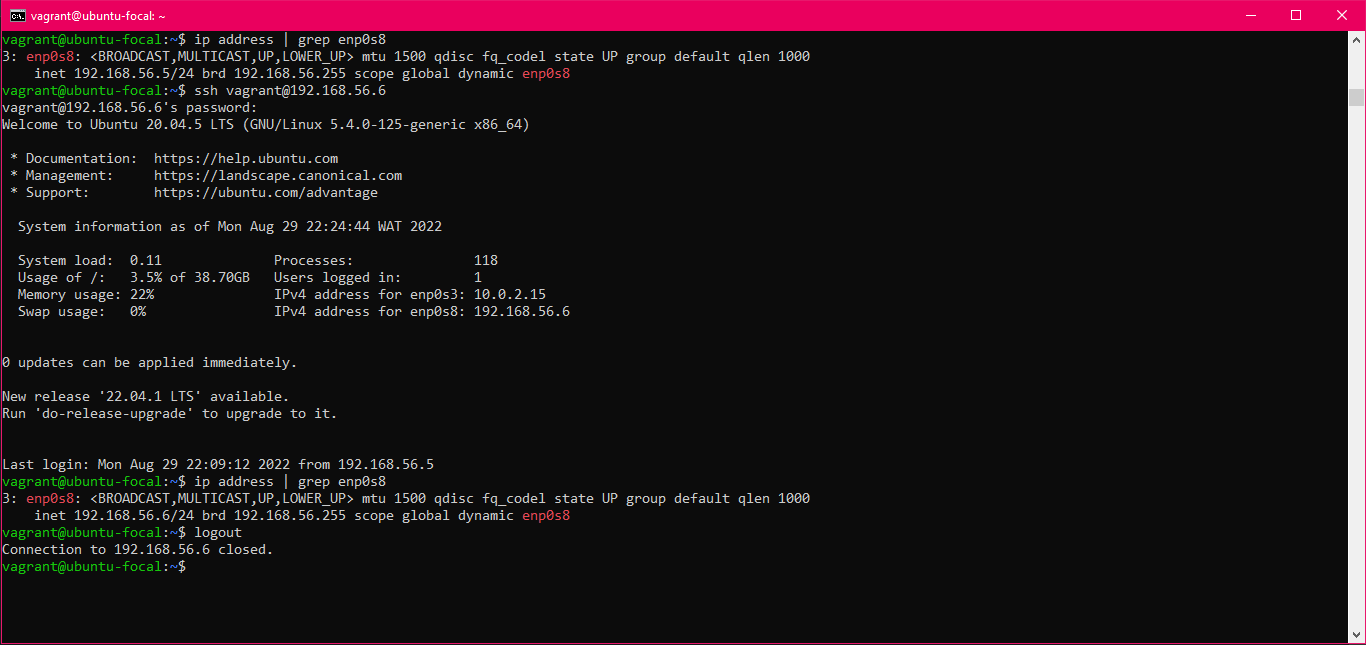 vagrant@ubuntu-focal: ~
vagrant@ubuntu-focal:~$ ip address | grep enp0s8
3: enp0s8: <BROADCAST,MULTICAST,UP,LOWER_UP> mtu 1500 qdisc fq_codel state UP group default qlen 1000
    inet 192.168.56.5/24 brd 192.168.56.255 scope global dynamic enp0s8
vagrant@ubuntu-focal:~$ ssh vagrant@192.168.56.6
vagrant@192.168.56.6's password:
Welcome to Ubuntu 20.04.5 LTS (GNU/Linux 5.4.0-125-generic x86_64)

 * Documentation:  https://help.ubuntu.com
 * Management:     https://landscape.canonical.com
 * Support:        https://ubuntu.com/advantage

  System information as of Mon Aug 29 22:24:44 WAT 2022

  System load:  0.11              Processes:               118
  Usage of /:   3.5% of 38.70GB   Users logged in:         1
  Memory usage: 22%               IPv4 address for enp0s3: 10.0.2.15
  Swap usage:   0%                IPv4 address for enp0s8: 192.168.56.6


0 updates can be applied immediately.

New release '22.04.1 LTS' available.
Run 'do-release-upgrade' to upgrade to it.


Last login: Mon Aug 29 22:09:12 2022 from 192.168.56.5
vagrant@ubuntu-focal:~$ ip address | grep enp0s8
3: enp0s8: <BROADCAST,MULTICAST,UP,LOWER_UP> mtu 1500 qdisc fq_codel state UP group default qlen 1000
    inet 192.168.56.6/24 brd 192.168.56.255 scope global dynamic enp0s8
vagrant@ubuntu-focal:~$ logout
Connection to 192.168.56.6 closed.
vagrant@ubuntu-focal:~$